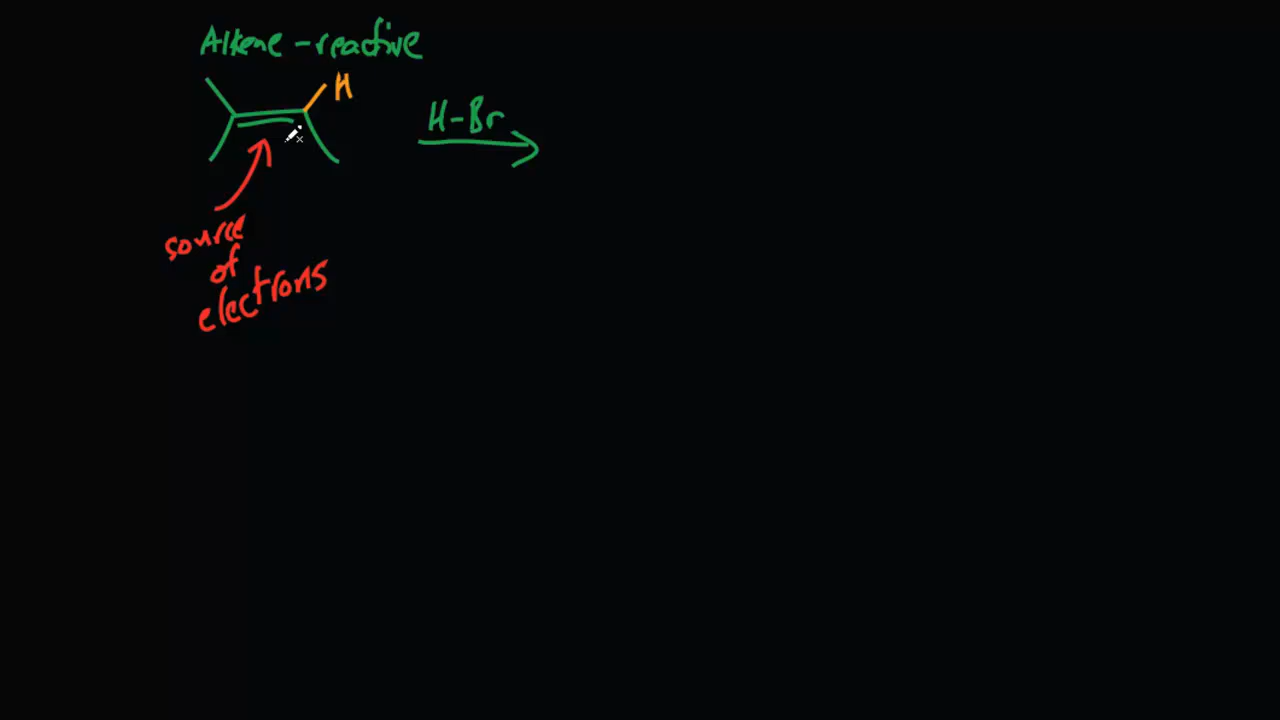 Alkene - reactive
H
H-Br
source
of
electrons